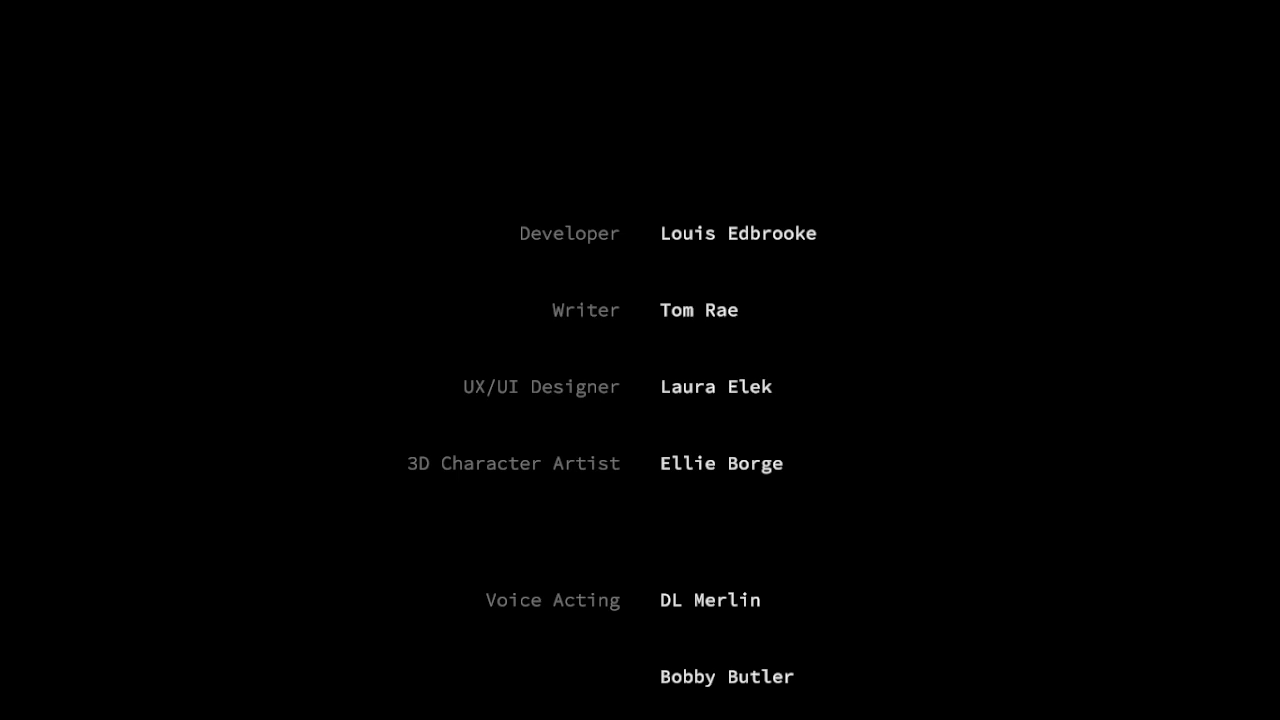 Developer Louis Edbrooke
Writer Tom Rae
UX/UI Designer Laura Elek
3D Character Artist Ellie Borge
Voice Acting DL Merlin
Bobby Butler